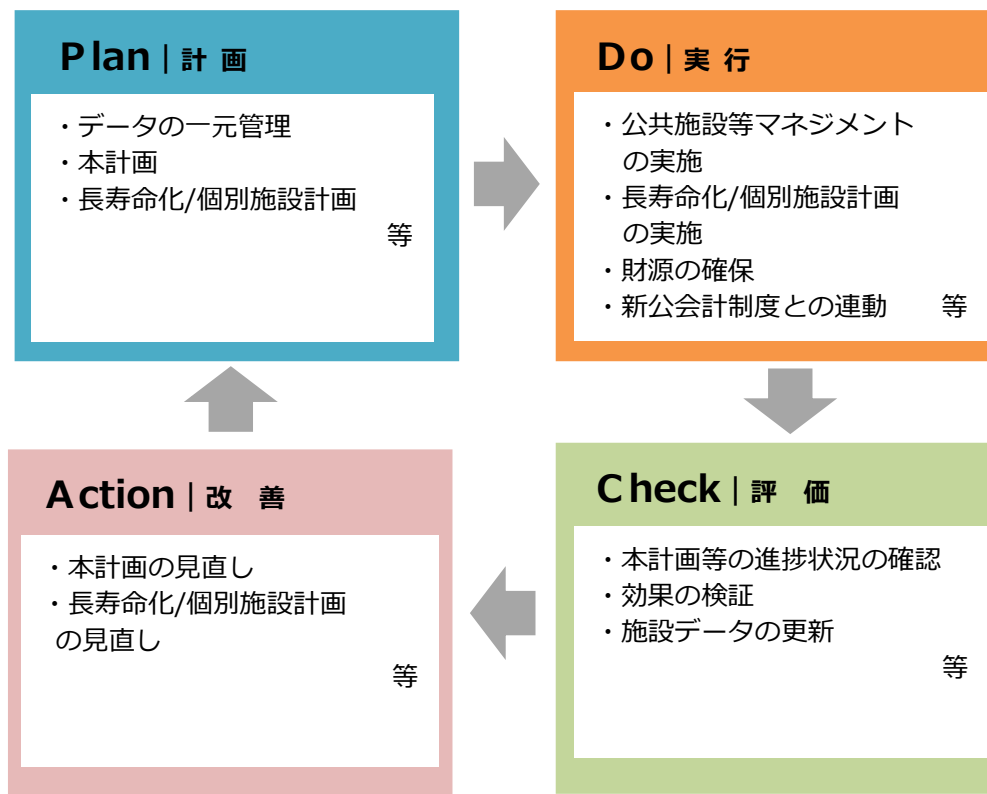 Plan|計 画
・データの一元管理
・本計画
・長寿命化/個別施設計画
等
Do|実 行
・公共施設等マネジメント
の実施
・長寿命化/個別施設計画
の実施
・財源の確保
・新公会計制度との連動 等
Check|評 価
・本計画等の進捗状況の確認
・効果の検証
・施設データの更新
等
Action|改 善
・本計画の見直し
・長寿命化/個別施設計画
の見直し
等